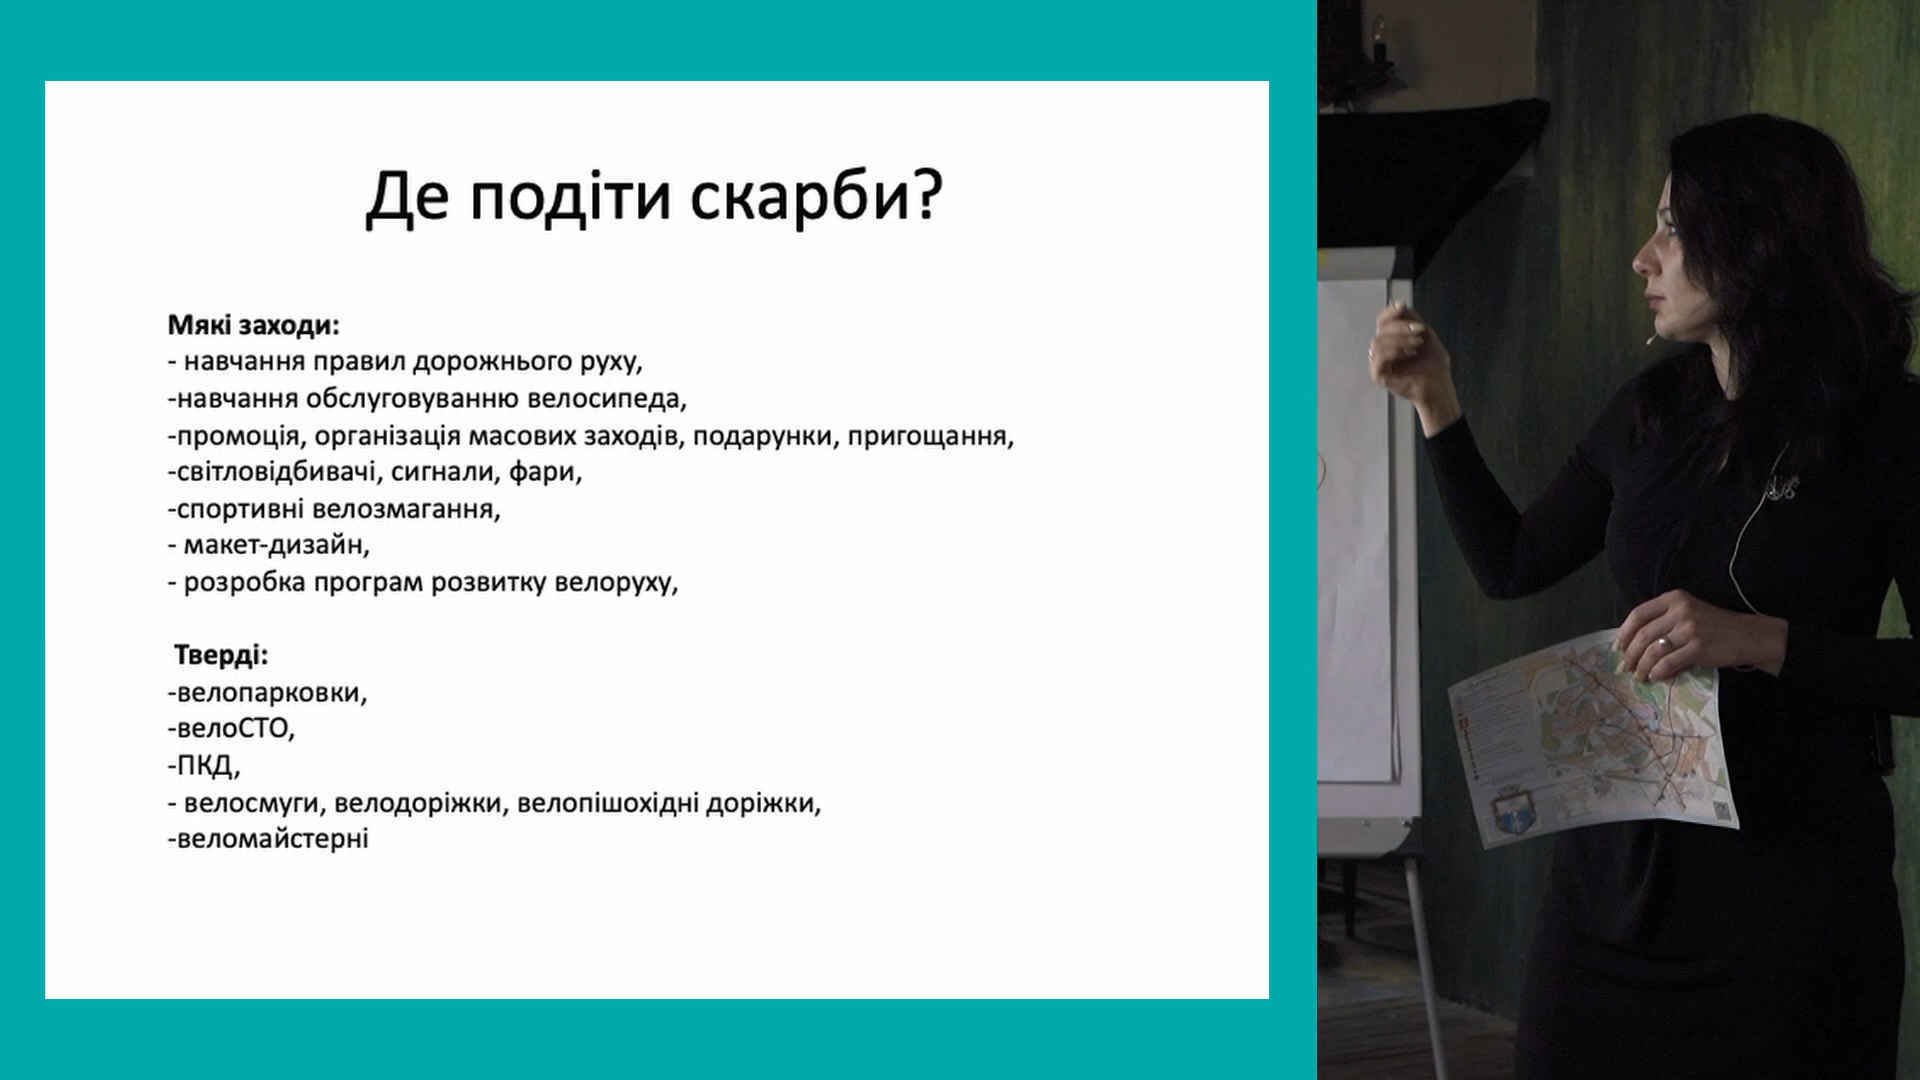 Де подіти скарби?
Мякі заходи:
- навчання правил дорожнього руху,
-навчання обслуговуванню велосипеда,
-промоція, організація масових заходів, подарунки, пригощання,
-світловідбивачі, сигнали, фари,
-спортивні велозмагання,
- макет-дизайн,
- розробка програм розвитку велоруху,
Тверді:
-велопарковки,
-велоСТО,
-ПКД,
- велосмуги, велодоріжки, велопішохідні доріжки,
-веломайстерні